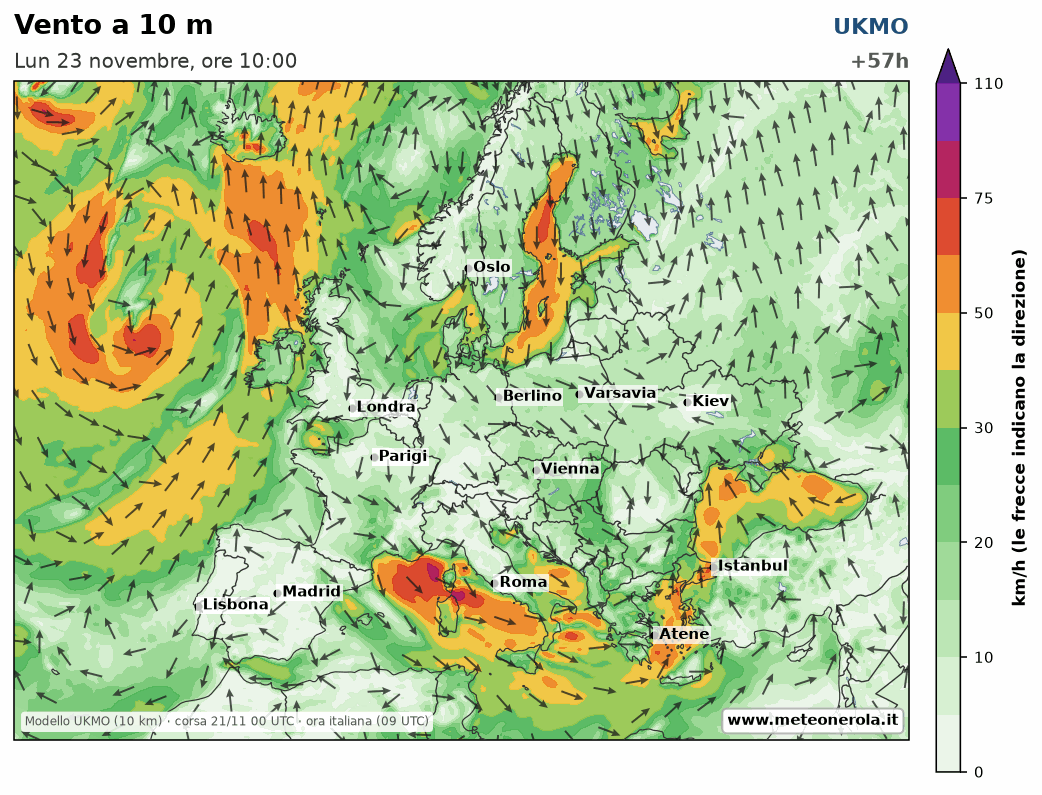 Vento a 10 m
UKMO
Lun 23 novembre, ore 10:00
+57h
110
75
50
30
20
10
0
km/h (le frecce indicano la direzione)
Oslo
Berlino
Varsavia
Kiev
Londra
Parigi
Vienna
Istanbul
Roma
Madrid
Lisbona
Atene
Modello UKMO (10 km) · corsa 21/11 00 UTC · ora italiana (09 UTC)
www.meteonerola.it